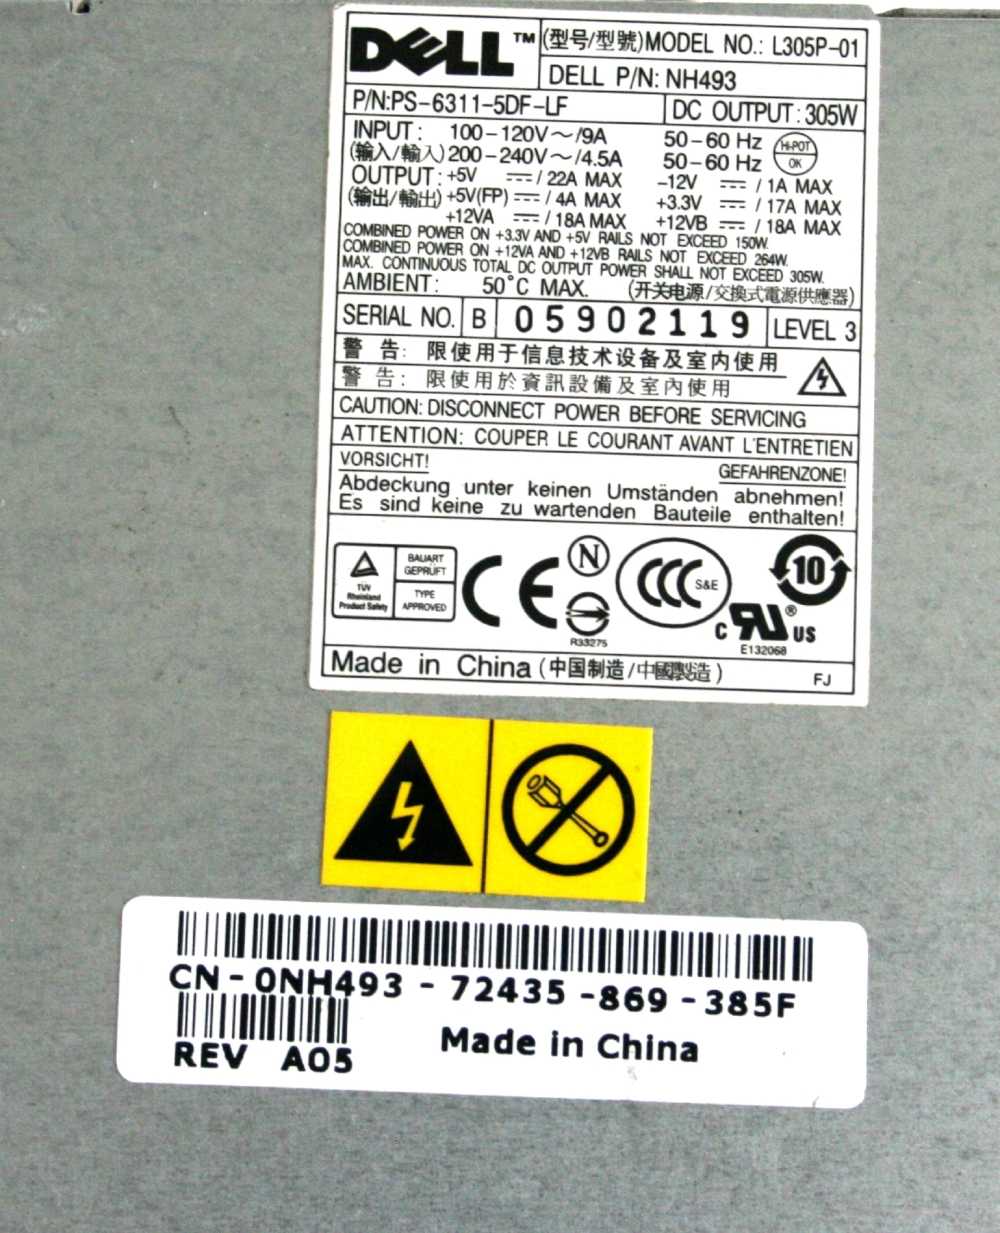 DELL™ (型号/型號)MODEL NO.: L305P-01
DELL P/N: NH493
P/N:PS-6311-5DF-LF DC OUTPUT: 305W
INPUT: 100-120V～/9A 50-60 Hz HI-POT OK
(输入/輸入) 200-240V～/4.5A 50-60 Hz
OUTPUT: +5V ⎓/ 22A MAX -12V ⎓/ 1A MAX
(输出/輸出) +5V(FP) ⎓/ 4A MAX +3.3V ⎓/ 17A MAX
+12VA ⎓/ 18A MAX +12VB ⎓/ 18A MAX
COMBINED POWER ON +3.3V AND +5V RAILS NOT EXCEED 150W.
COMBINED POWER ON +12VA AND +12VB RAILS NOT EXCEED 264W.
MAX. CONTINUOUS TOTAL DC OUTPUT POWER SHALL NOT EXCEED 305W.
AMBIENT: 50°C MAX. (开关电源/交換式電源供應器)
SERIAL NO. B 05902119 LEVEL 3
警 告: 限使用于信息技术设备及室内使用
警 告: 限使用於資訊設備及室內使用
CAUTION: DISCONNECT POWER BEFORE SERVICING
ATTENTION: COUPER LE COURANT AVANT L'ENTRETIEN
VORSICHT! GEFAHRENZONE!
Abdeckung unter keinen Umständen abnehmen!
Es sind keine zu wartenden Bauteile enthalten!
TÜV Rheinland Product Safety
BAUART GEPRÜFT
TYPE APPROVED
CE
N
R33275
CCC S&E
10
c RU® US
E132068
Made in China (中国制造/中國製造) FJ
CN-0NH493-72435-869-385F
REV A05 Made in China